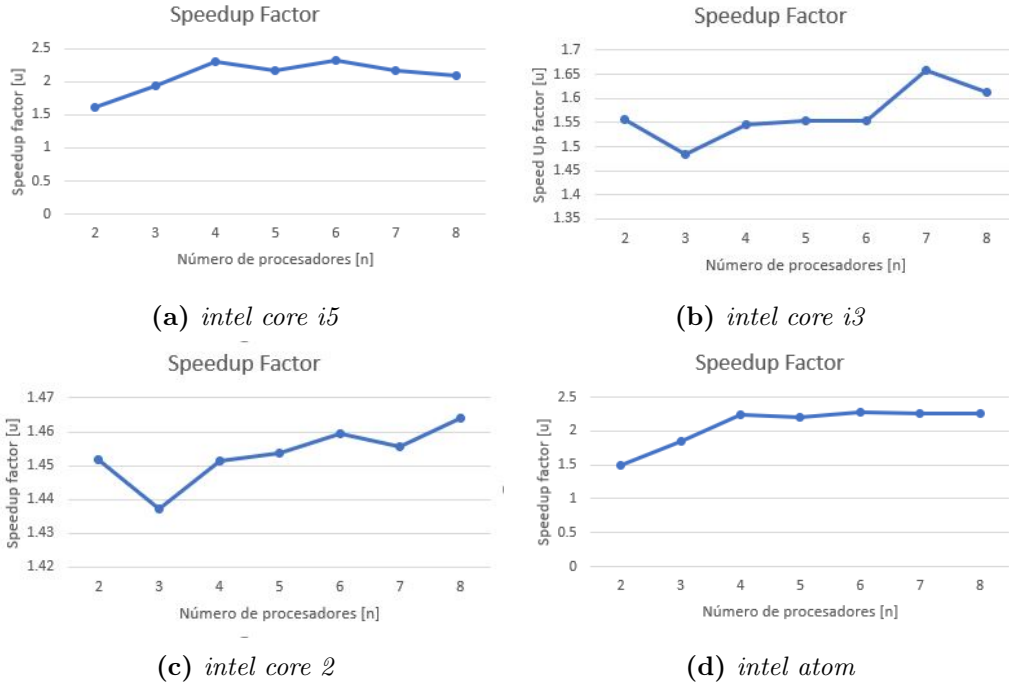 Speedup Factor
Speedup factor [u]
2.5
2
1.5
1
0.5
0
2 3 4 5 6 7 8
Número de procesadores [n]
(a) intel core i5
Speedup Factor
Speed Up factor [u]
1.7
1.65
1.6
1.55
1.5
1.45
1.4
1.35
2 3 4 5 6 7 8
Número de procesadores [n]
(b) intel core i3
Speedup Factor
Speedup factor [u]
1.47
1.46
1.45
1.44
1.43
1.42
2 3 4 5 6 7 8
Número de procesadores [n]
(c) intel core 2
Speedup Factor
Speedup factor [u]
2.5
2
1.5
1
0.5
0
2 3 4 5 6 7 8
Número de procesadores [n]
(d) intel atom